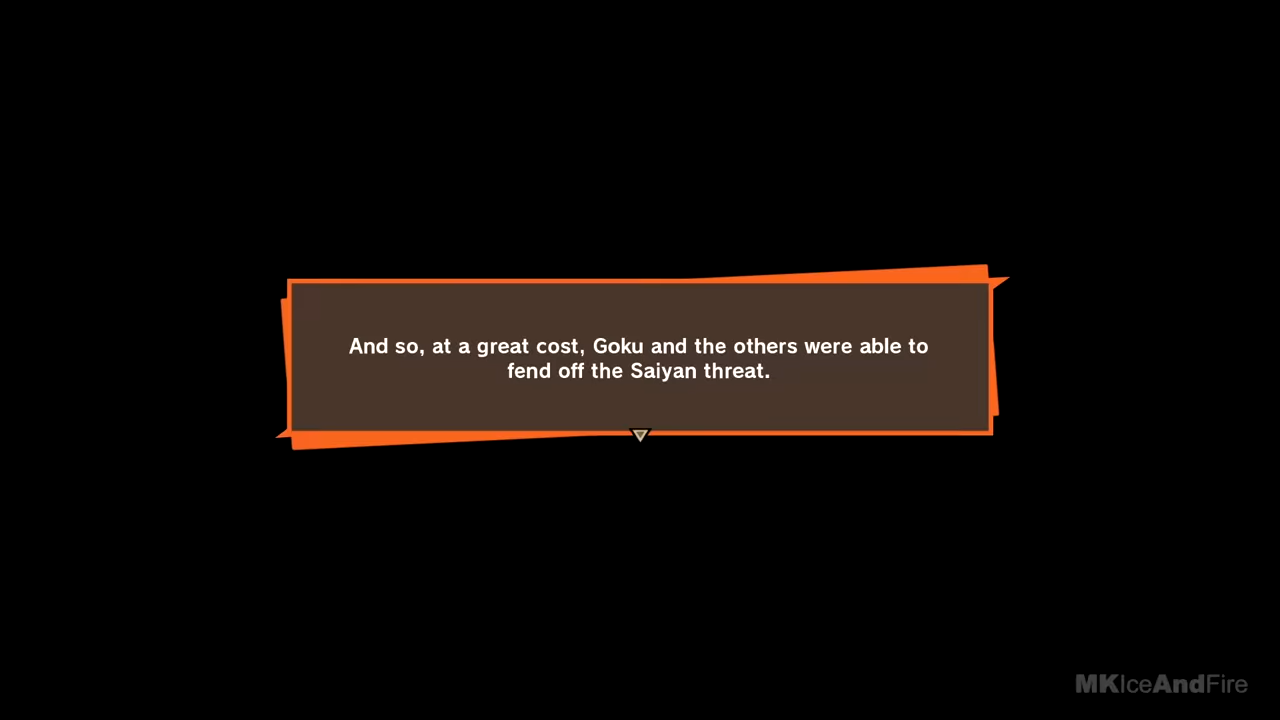 And so, at a great cost, Goku and the others were able to
fend off the Saiyan threat.
MKIceAndFire